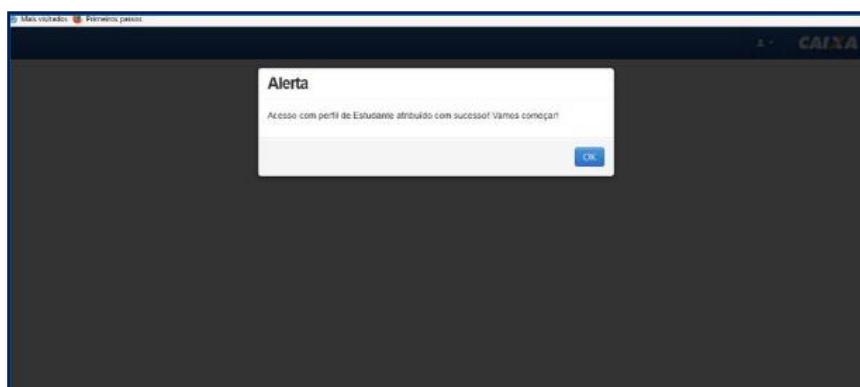 Mais visitados Primeiros passos
CAIXA
Alerta
Acesso com perfil de Estudante atribuído com sucesso! Vamos começar!
OK